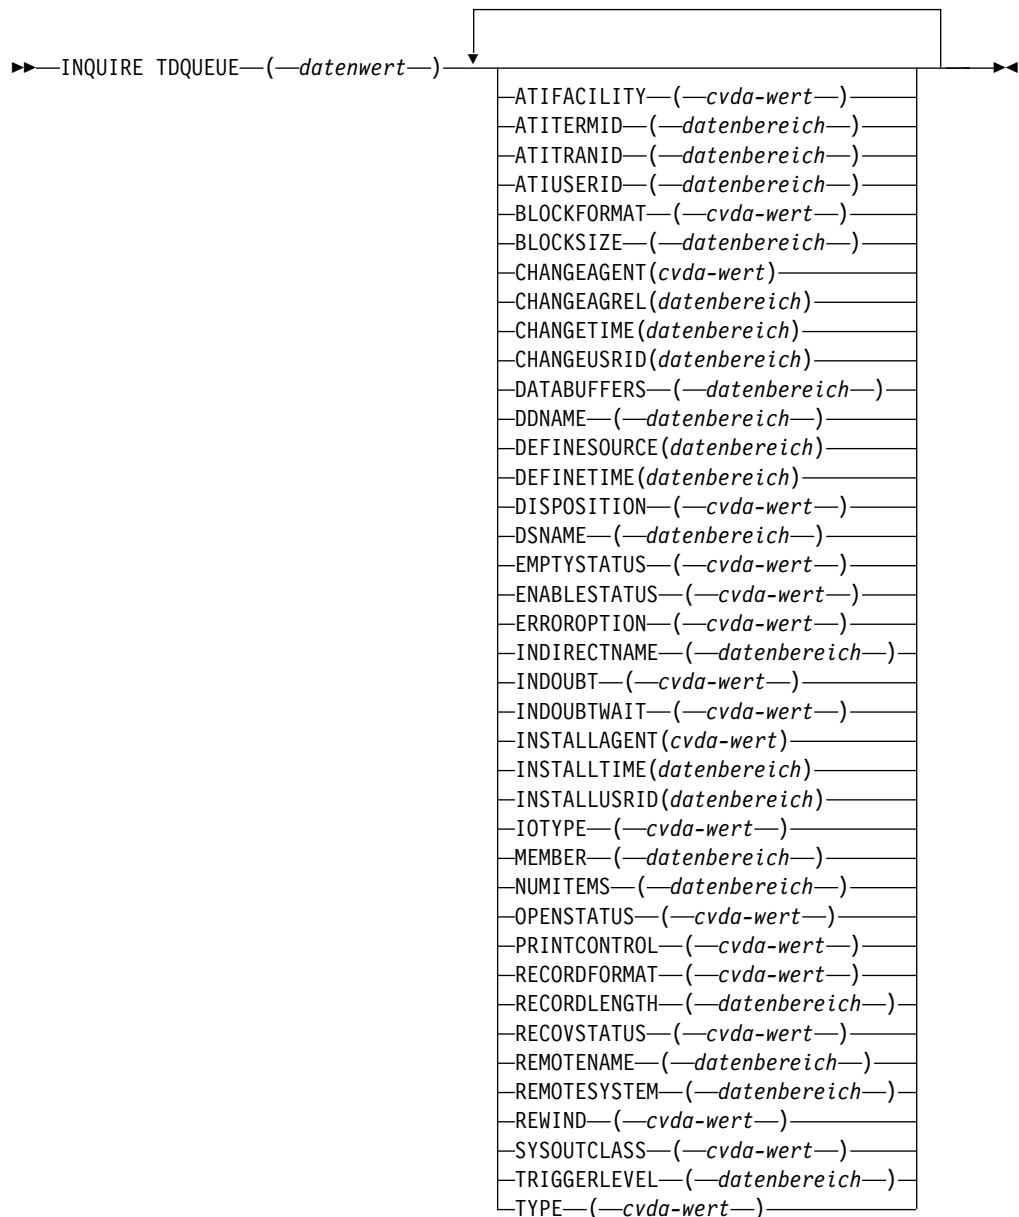 INQUIRE TDQUEUE ( datenwert )
ATIFACILITY ( cvda-wert )
ATITERMID ( datenbereich )
ATITRANID ( datenbereich )
ATIUSERID ( datenbereich )
BLOCKFORMAT ( cvda-wert )
BLOCKSIZE ( datenbereich )
CHANGEAGENT(cvda-wert)
CHANGEAGREL(datenbereich)
CHANGETIME(datenbereich)
CHANGEUSRID(datenbereich)
DATABUFFERS ( datenbereich )
DDNAME ( datenbereich )
DEFINESOURCE(datenbereich)
DEFINETIME(datenbereich)
DISPOSITION ( cvda-wert )
DSNAME ( datenbereich )
EMPTYSTATUS ( cvda-wert )
ENABLESTATUS ( cvda-wert )
ERROROPTION ( cvda-wert )
INDIRECTNAME ( datenbereich )
INDOUBT ( cvda-wert )
INDOUBTWAIT ( cvda-wert )
INSTALLAGENT(cvda-wert)
INSTALLTIME(datenbereich)
INSTALLUSRID(datenbereich)
IOTYPE ( cvda-wert )
MEMBER ( datenbereich )
NUMITEMS ( datenbereich )
OPENSTATUS ( cvda-wert )
PRINTCONTROL ( cvda-wert )
RECORDFORMAT ( cvda-wert )
RECORDLENGTH ( datenbereich )
RECOVSTATUS ( cvda-wert )
REMOTENAME ( datenbereich )
REMOTESYSTEM ( datenbereich )
REWIND ( cvda-wert )
SYSOUTCLASS ( cvda-wert )
TRIGGERLEVEL ( datenbereich )
TYPE ( cvda-wert )